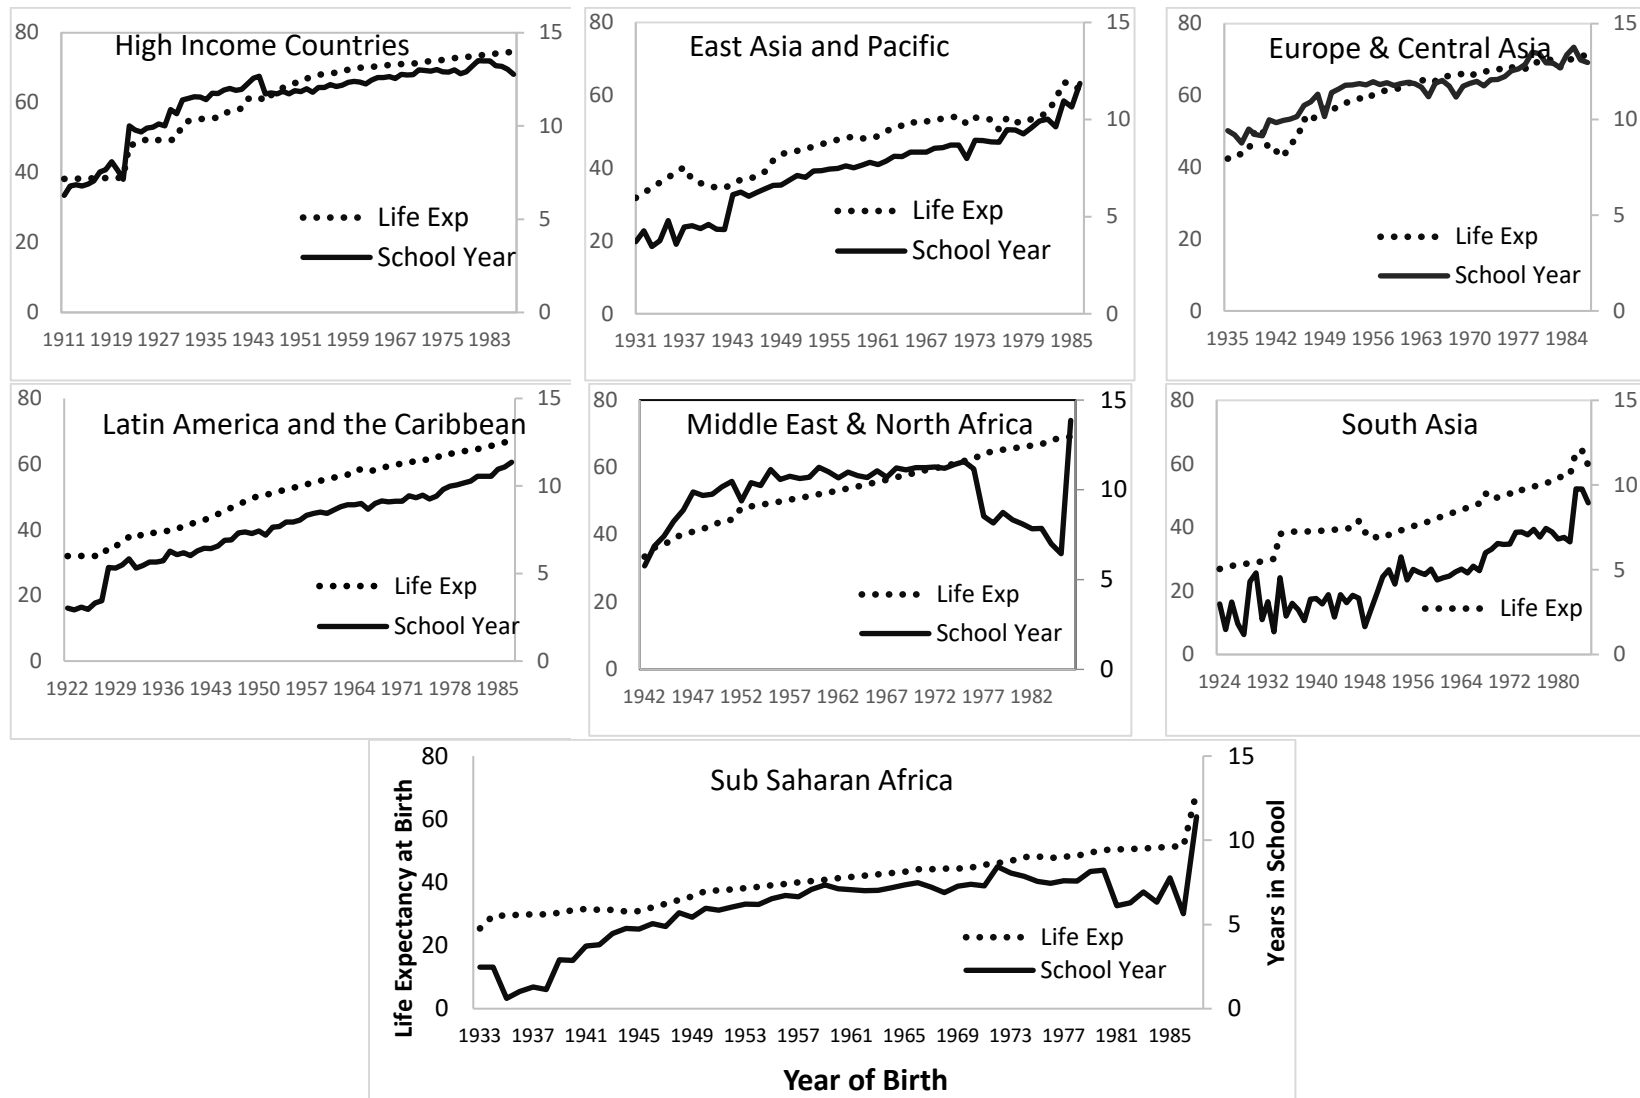 High Income Countries
80
60
40
20
0
15
10
5
0
Life Exp
School Year
1911 1919 1927 1935 1943 1951 1959 1967 1975 1983
East Asia and Pacific
80
60
40
20
0
15
10
5
0
Life Exp
School Year
1931 1937 1943 1949 1955 1961 1967 1973 1979 1985
Europe & Central Asia
80
60
40
20
0
15
10
5
0
Life Exp
School Year
1935 1942 1949 1956 1963 1970 1977 1984
Latin America and the Caribbean
80
60
40
20
0
15
10
5
0
Life Exp
School Year
1922 1929 1936 1943 1950 1957 1964 1971 1978 1985
Middle East & North Africa
80
60
40
20
0
15
10
5
0
Life Exp
School Year
1942 1947 1952 1957 1962 1967 1972 1977 1982
South Asia
80
60
40
20
0
15
10
5
0
Life Exp
1924 1932 1940 1948 1956 1964 1972 1980
Sub Saharan Africa
Life Expectancy at Birth
80
60
40
20
0
15
10
5
0
Years in School
Life Exp
School Year
1933 1937 1941 1945 1949 1953 1957 1961 1965 1969 1973 1977 1981 1985
Year of Birth